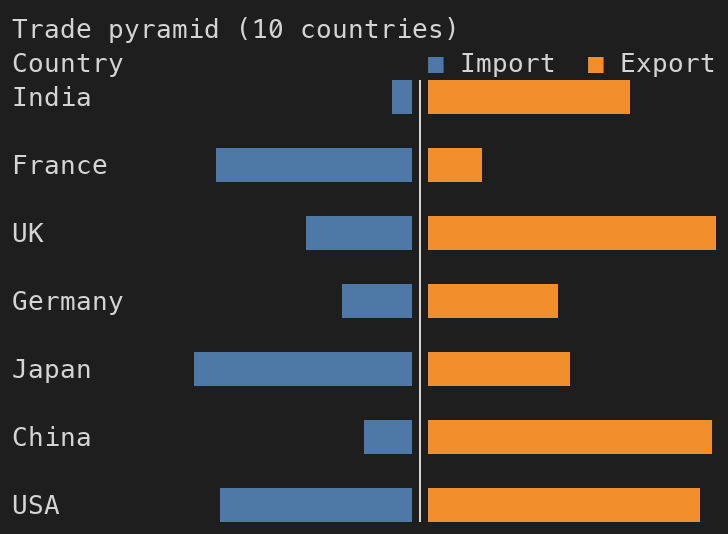 Trade pyramid (10 countries)
Country ■ Import ■ Export
India
France
UK
Germany
Japan
China
USA